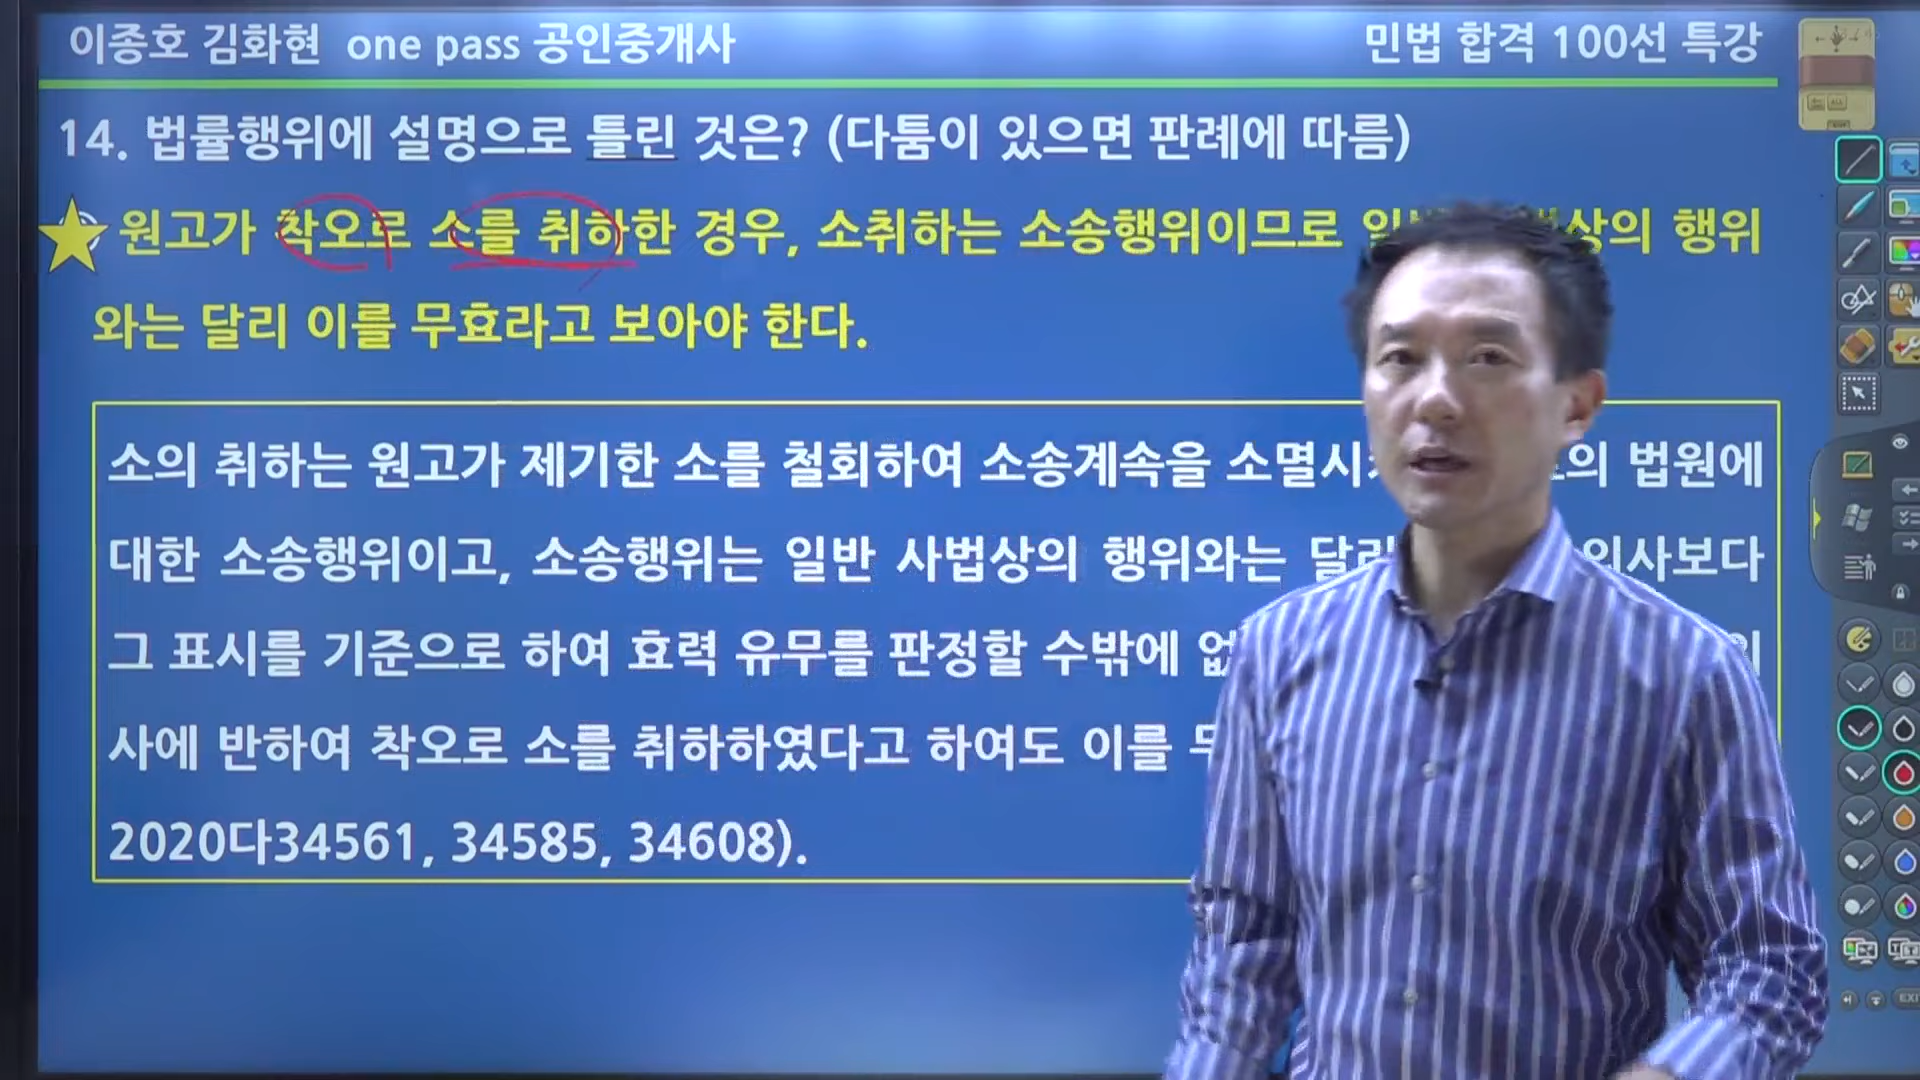 이종호 김화현 one pass 공인중개사
민법 합격 100선 특강
14. 법률행위에 설명으로 틀린 것은? (다툼이 있으면 판례에 따름)
원고가 착오로 소를 취하한 경우, 소취하는 소송행위이므로 행위
와는 달리 이를 무효라고 보아야 한다.
소의 취하는 원고가 제기한 소를 철회하여 소송계속을 법원에
대한 소송행위이고, 소송행위는 일반 사법상의 행위와는
그 표시를 기준으로 하여 효력 유무를 판정할 수밖에
사에 반하여 착오로 소를 취하하였다고 하여도 이를
2020다34561, 34585, 34608).